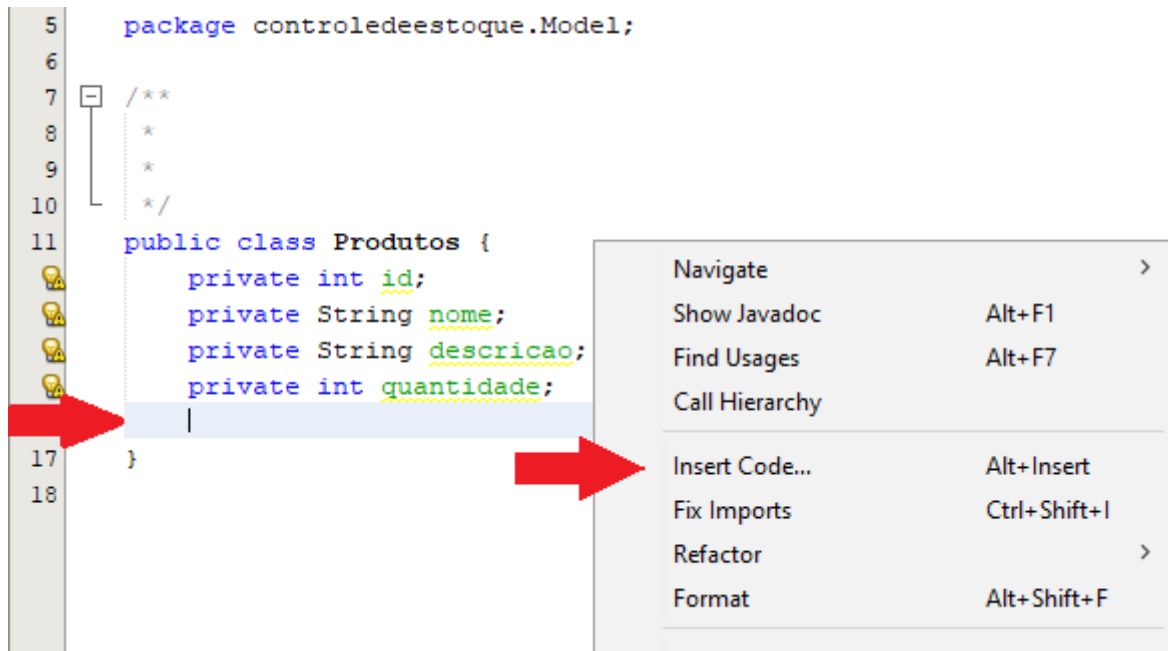 5 package controledeestoque.Model;
6
7 /**
8 *
9 *
10 */
11 public class Produtos {
private int id;
private String nome;
private String descricao;
private int quantidade;
17 }
18
Navigate >
Show Javadoc Alt+F1
Find Usages Alt+F7
Call Hierarchy
Insert Code... Alt+Insert
Fix Imports Ctrl+Shift+I
Refactor >
Format Alt+Shift+F